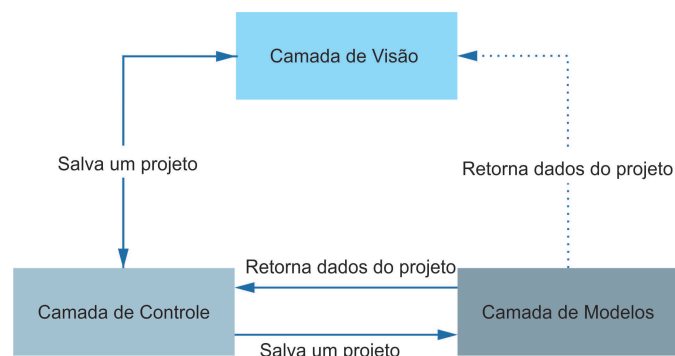 Camada de Visão
Salva um projeto
Retorna dados do projeto
Retorna dados do projeto
Camada de Controle
Camada de Modelos
Salva um projeto